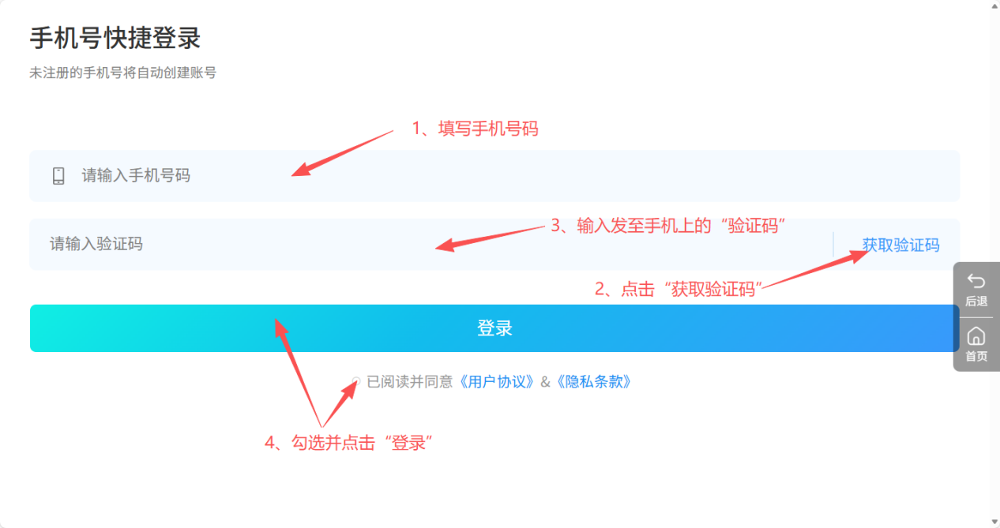 手机号快捷登录
未注册的手机号将自动创建账号
1、填写手机号码
请输入手机号码
3、输入发至手机上的“验证码”
请输入验证码
获取验证码
2、点击“获取验证码”
后退
登录
首页
已阅读并同意《用户协议》&《隐私条款》
4、勾选并点击“登录”